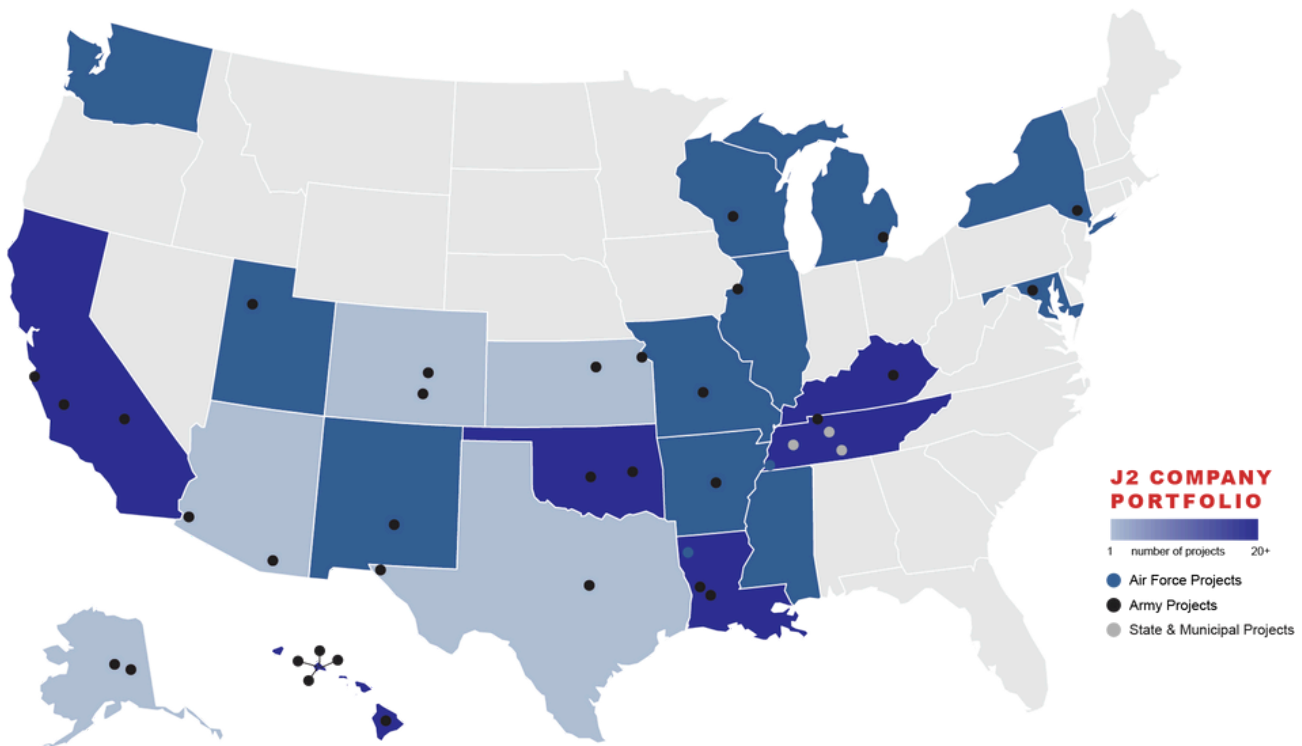 J2 COMPANY
PORTFOLIO
1 number of projects 20+
Air Force Projects
Army Projects
State & Municipal Projects